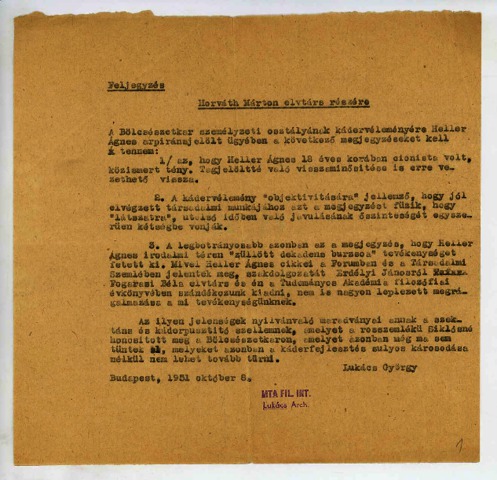 Feljegyzés
Horváth Márton elvtárs részére
A Bölcsészetkar személyzeti osztályának kádervéleményére Heller
Ágnes aspiránsjelölt ügyében a következő megjegyzéseket kell
tennem:
1/ az, hogy Heller Ágnes 18 éves korában cionista volt,
közismert tény. Tagjelöltté való visszaminősítése is erre ve-
zethető vissza.
2. A kádervélemény "objektivitására" jellemző, hogy jól
elvégzett társadalmi munkájához azt a megjegyzést fűzik, hogy
"látszatra", utolsó időben való javulásának őszinteségét egysze-
rűen kétségbe vonják.
3. A legbotrányosabb azonban az a megjegyzés, hogy Heller
Ágnes irodalmi téren "züllött dekadens burzsoa" tevékenységet
fejtett ki. Mivel Heller Ágnes cikkei a Forumban és a Társadalmi
Szemlében jelentek meg, szakdolgozatát Erdélyi Jánosról
Fogarasi Béla elvtárs és én a Tudományos Akadémia filozófiai
évkönyvében szándékozunk kiadni, nem is nagyon leplezett megrá-
galmazása a mi tevékenységünknek.
Az ilyen jelenségek nyilvánvaló maradványai annak a szek-
táns és káderpusztító szellemnek, amelyet a rosszemlékű Siklósné
honosított meg a Bölcsészetkaron, amelyet azonban még ma sem
tűntek el, melyeket azonban a káderfejlesztés sulyos károsodása
nélkül nem lehet tovább türni.
Lukács György
Budapest, 1951 október 8.
MTA FIL. INT.
Lukács Arch.